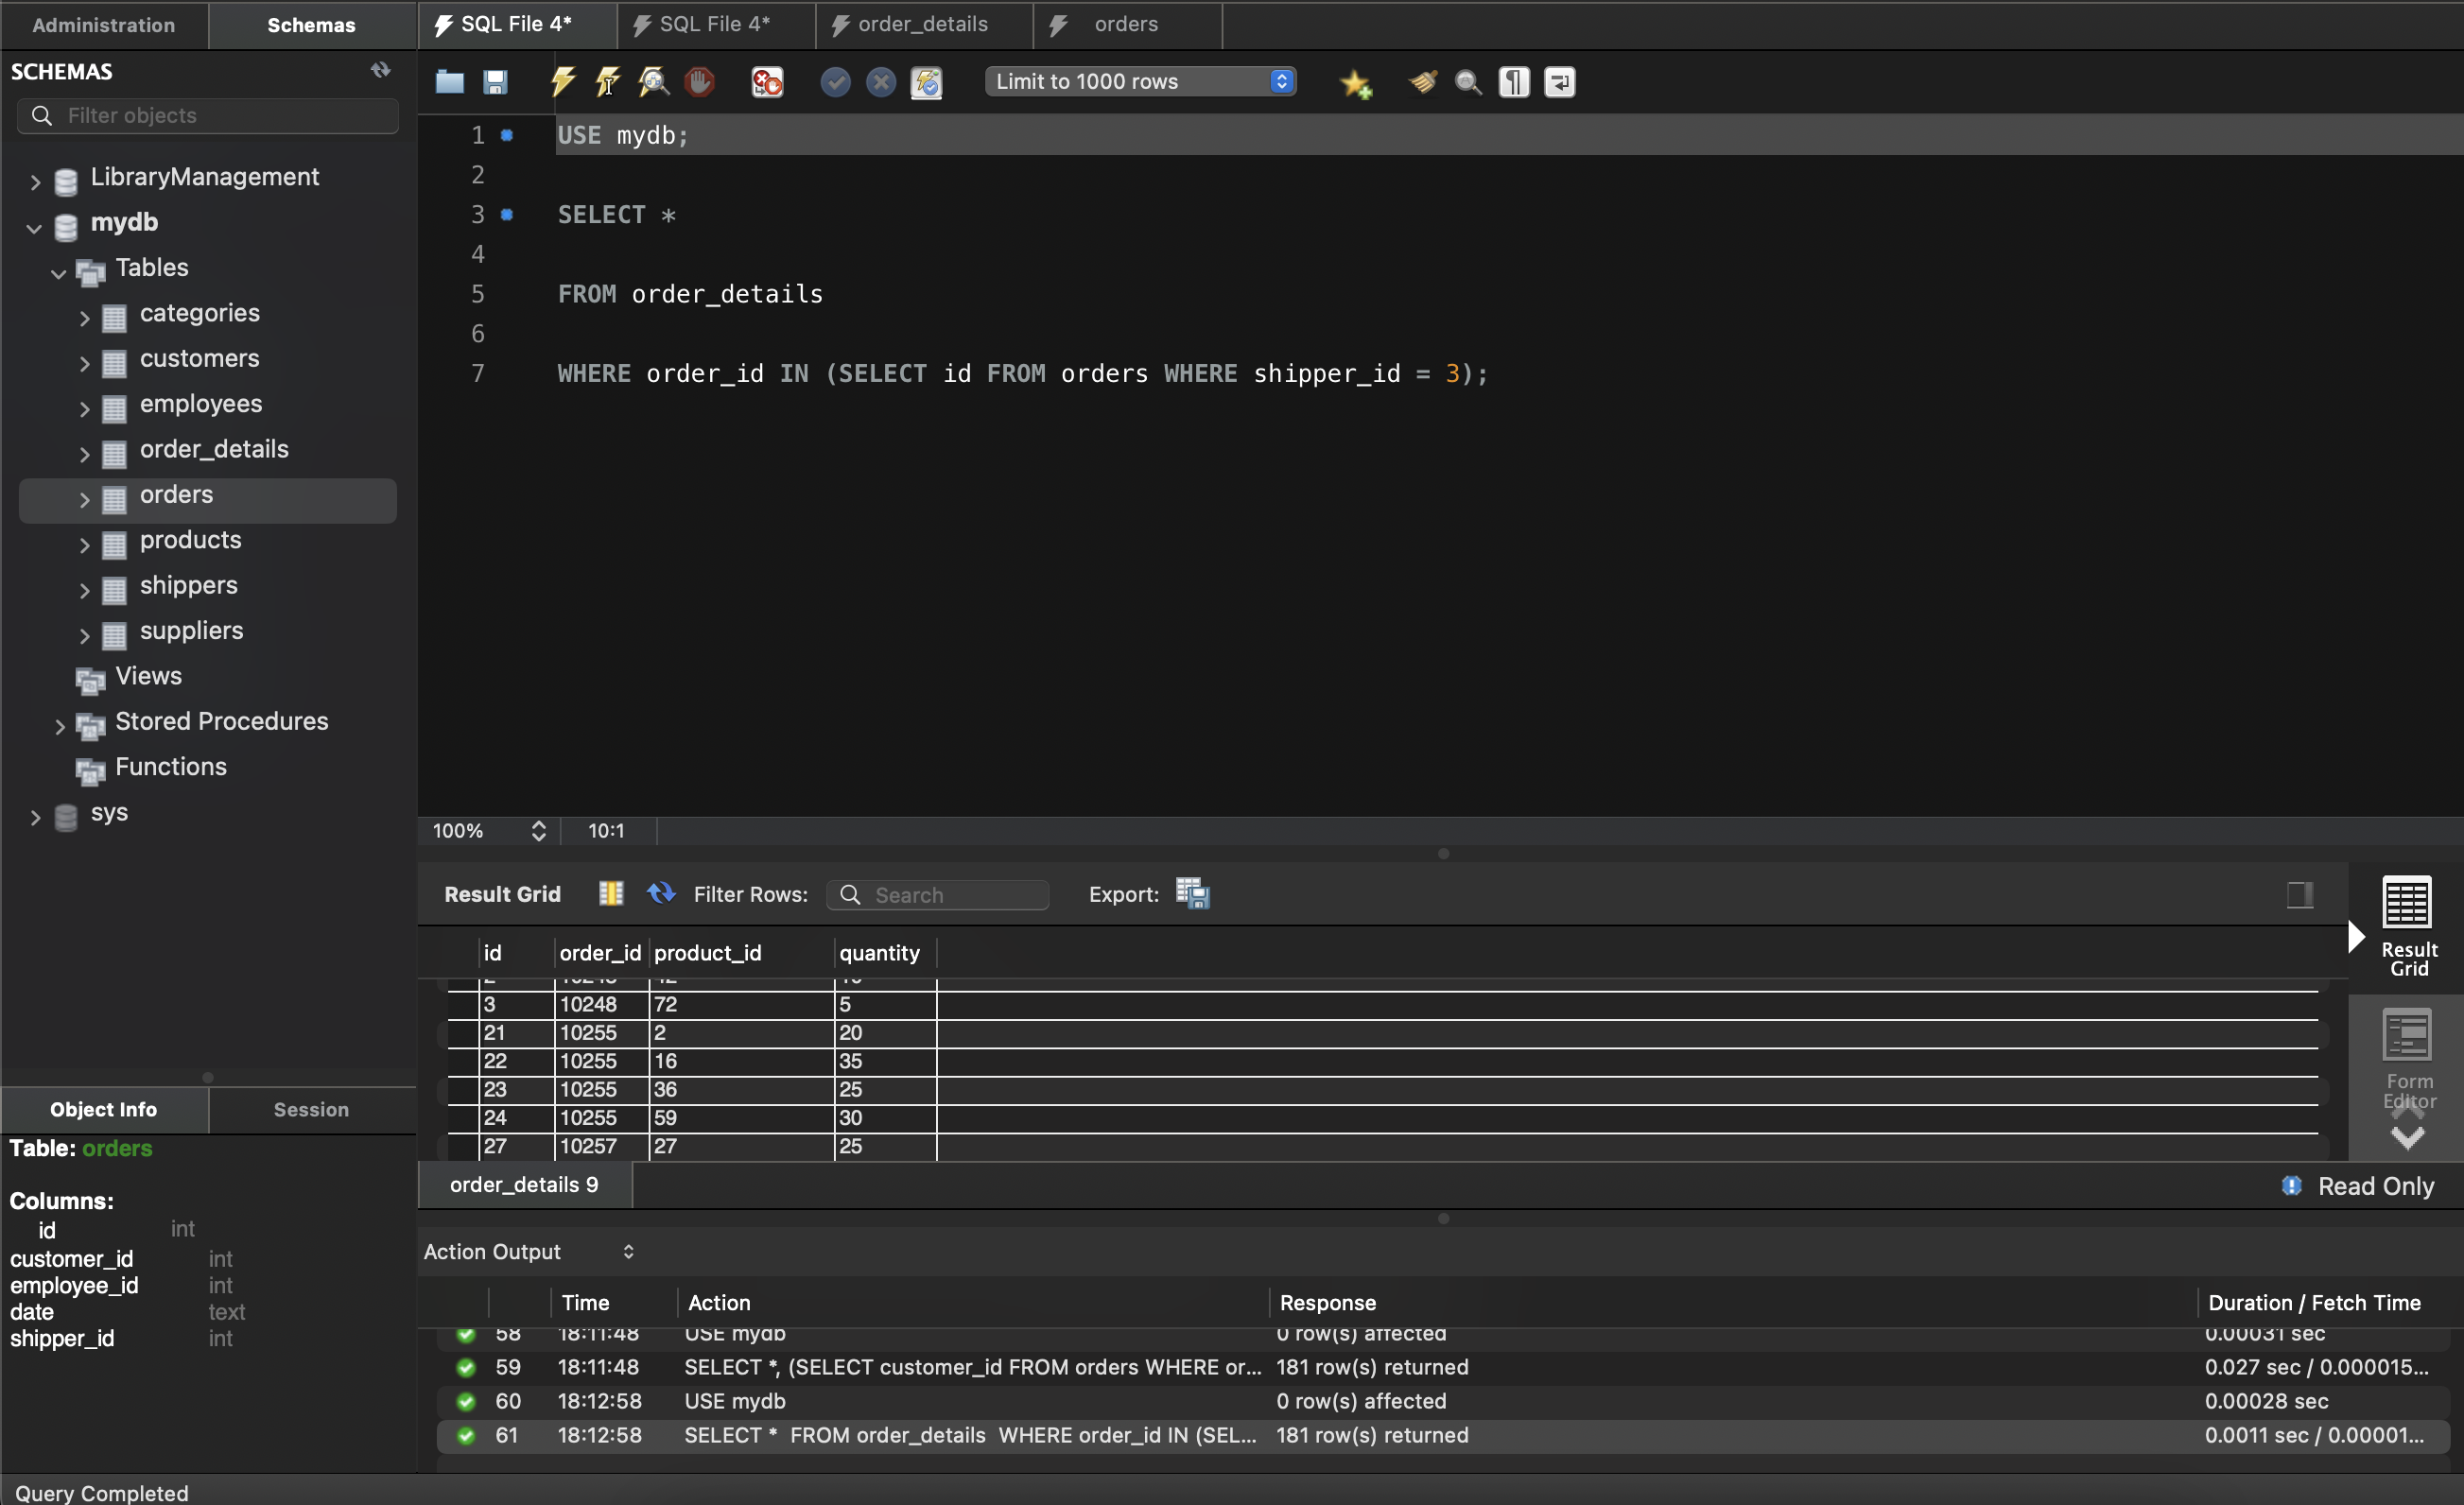 Administration
Schemas
SQL File 4*
SQL File 4*
order_details
orders
SCHEMAS
Filter objects
LibraryManagement
mydb
Tables
categories
customers
employees
order_details
orders
products
shippers
suppliers
Views
Stored Procedures
Functions
sys
Object Info
Session
Table: orders
Columns:
id int
customer_id int
employee_id int
date text
shipper_id int
Limit to 1000 rows
1 USE mydb;
2
3 SELECT *
4
5 FROM order_details
6
7 WHERE order_id IN (SELECT id FROM orders WHERE shipper_id = 3);
100% 10:1
Result Grid Filter Rows: Search Export:
id order_id product_id quantity
3 10248 72 5
21 10255 2 20
22 10255 16 35
23 10255 36 25
24 10255 59 30
27 10257 27 25
Result
Grid
Form
Editor
order_details 9
Read Only
Action Output
Time Action Response Duration / Fetch Time
58 18:11:48 USE mydb 0 row(s) affected 0.00031 sec
59 18:11:48 SELECT *, (SELECT customer_id FROM orders WHERE or... 181 row(s) returned 0.027 sec / 0.000015...
60 18:12:58 USE mydb 0 row(s) affected 0.00028 sec
61 18:12:58 SELECT * FROM order_details WHERE order_id IN (SEL... 181 row(s) returned 0.0011 sec / 0.00001...
Query Completed